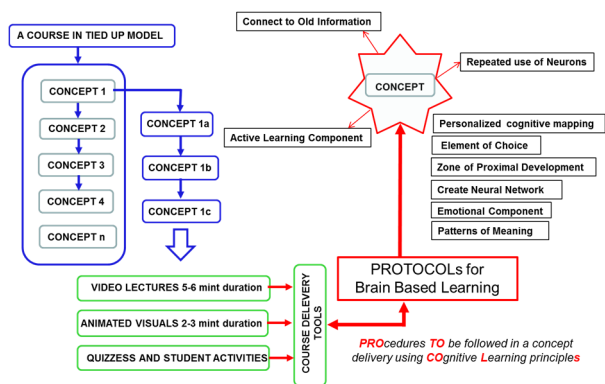 A COURSE IN TIED UP MODEL
CONCEPT 1
CONCEPT 2
CONCEPT 3
CONCEPT 4
CONCEPT n
CONCEPT 1a
CONCEPT 1b
CONCEPT 1c
Connect to Old Information
CONCEPT
Repeated use of Neurons
Active Learning Component
Personalized cognitive mapping
Element of Choice
Zone of Proximal Development
Create Neural Network
Emotional Component
Patterns of Meaning
VIDEO LECTURES 5-6 mint duration
ANIMATED VISUALS 2-3 mint duration
QUIZZESS AND STUDENT ACTIVITIES
COURSE DELEVERY
TOOLS
PROTOCOLs for
Brain Based Learning
PROcedures TO be followed in a concept
delivery using COgnitive Learning principles